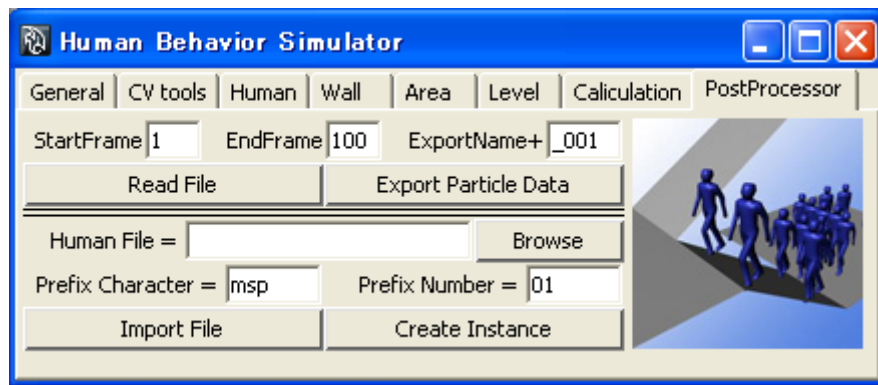 Human Behavior Simulator
General CV tools Human Wall Area Level Caliculation PostProcessor
StartFrame 1 EndFrame 100 ExportName+ _001
Read File Export Particle Data
Human File = Browse
Prefix Character = msp Prefix Number = 01
Import File Create Instance